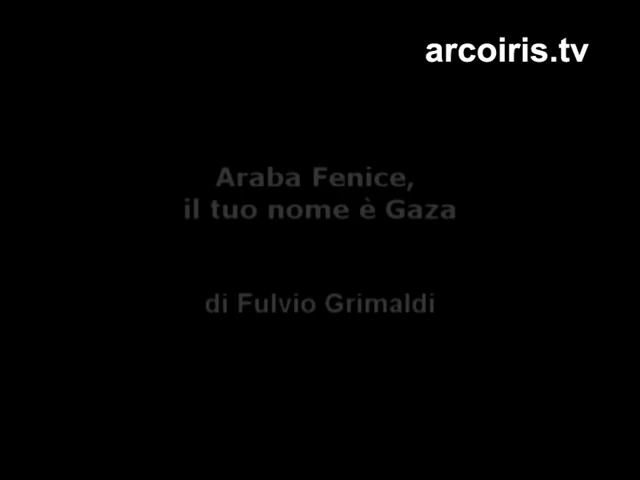 arcoiris.tv
Araba Fenice,
il tuo nome è Gaza
di Fulvio Grimaldi